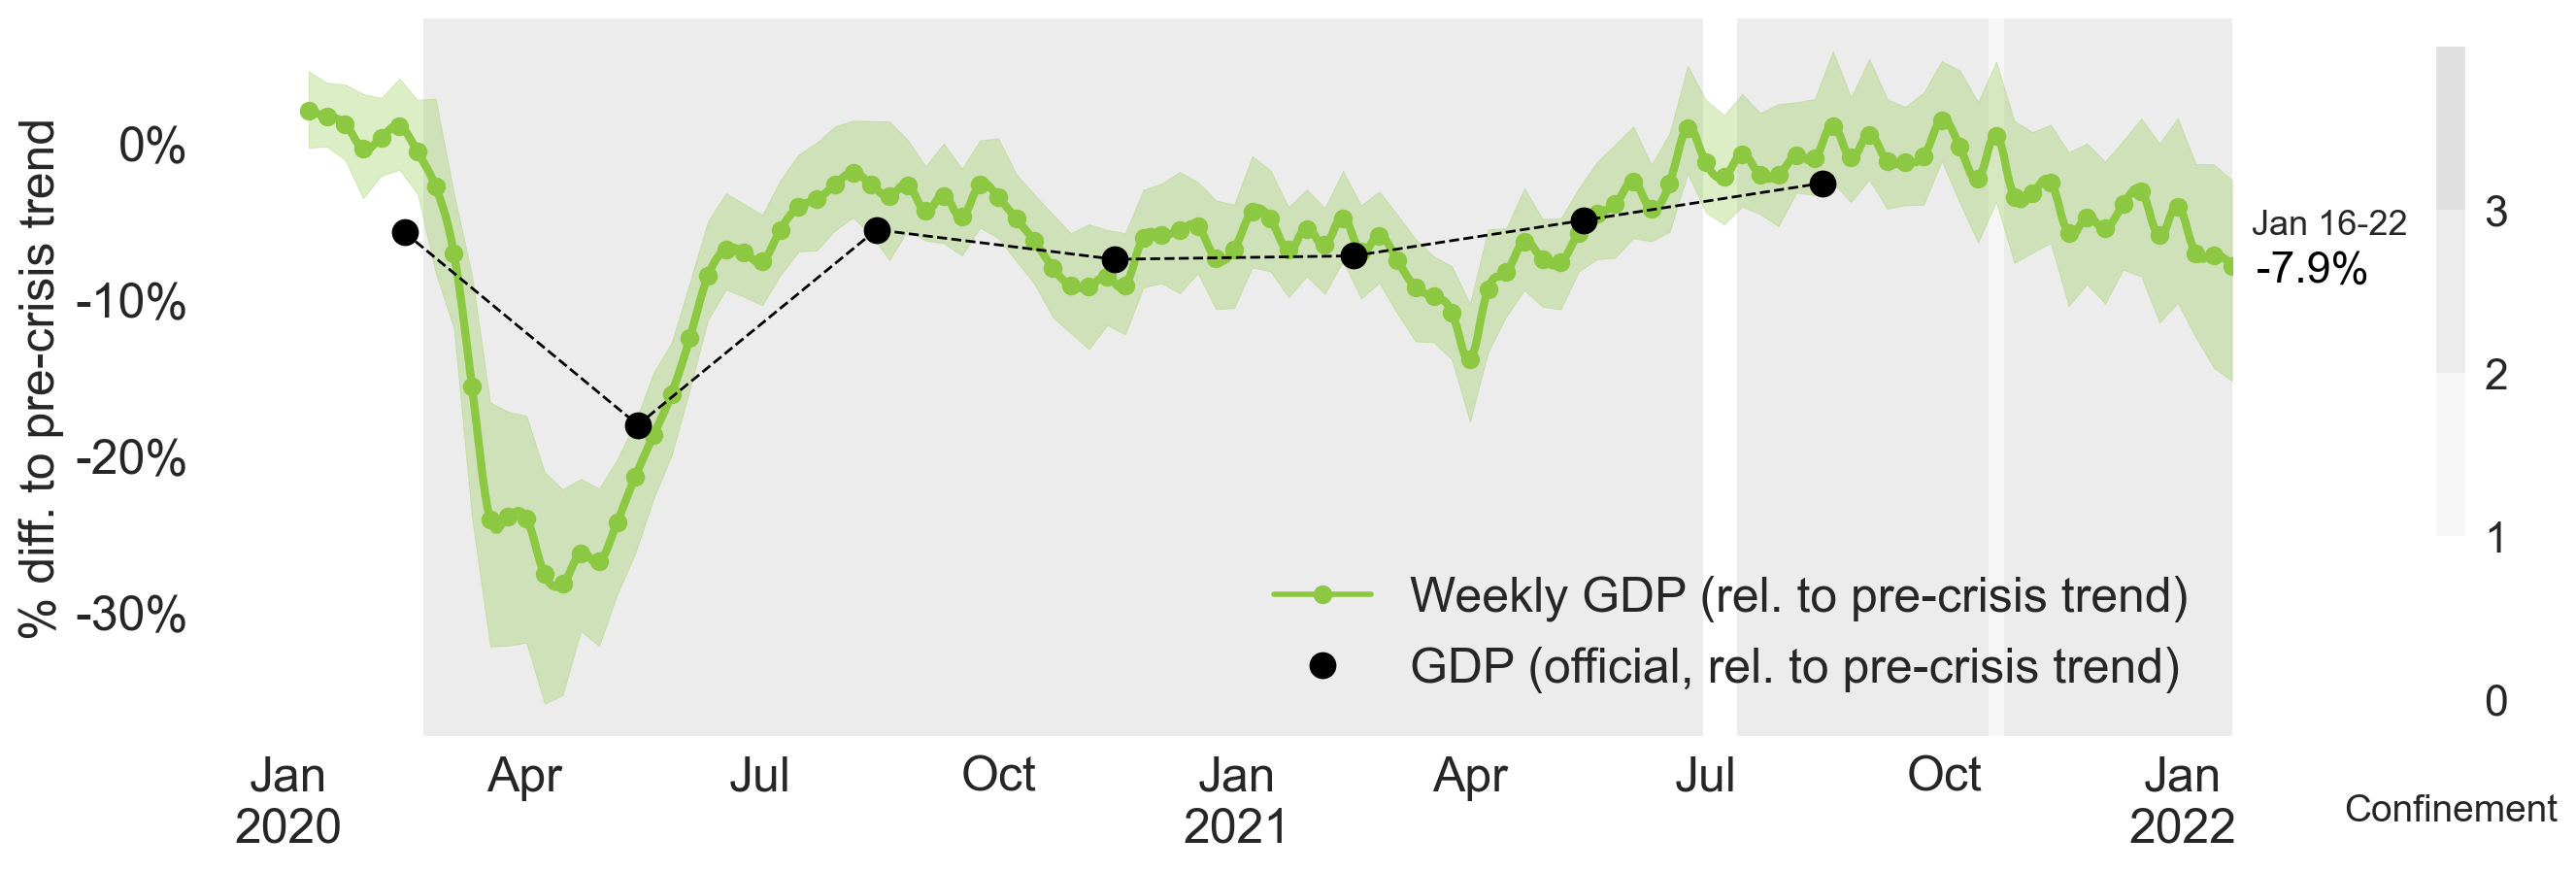 % diff. to pre-crisis trend
0%
-10%
-20%
-30%
Jan 16-22
-7.9%
3
2
1
0
Weekly GDP (rel. to pre-crisis trend)
GDP (official, rel. to pre-crisis trend)
Jan Apr Jul Oct Jan Apr Jul Oct Jan
2020 2021 2022
Confinement